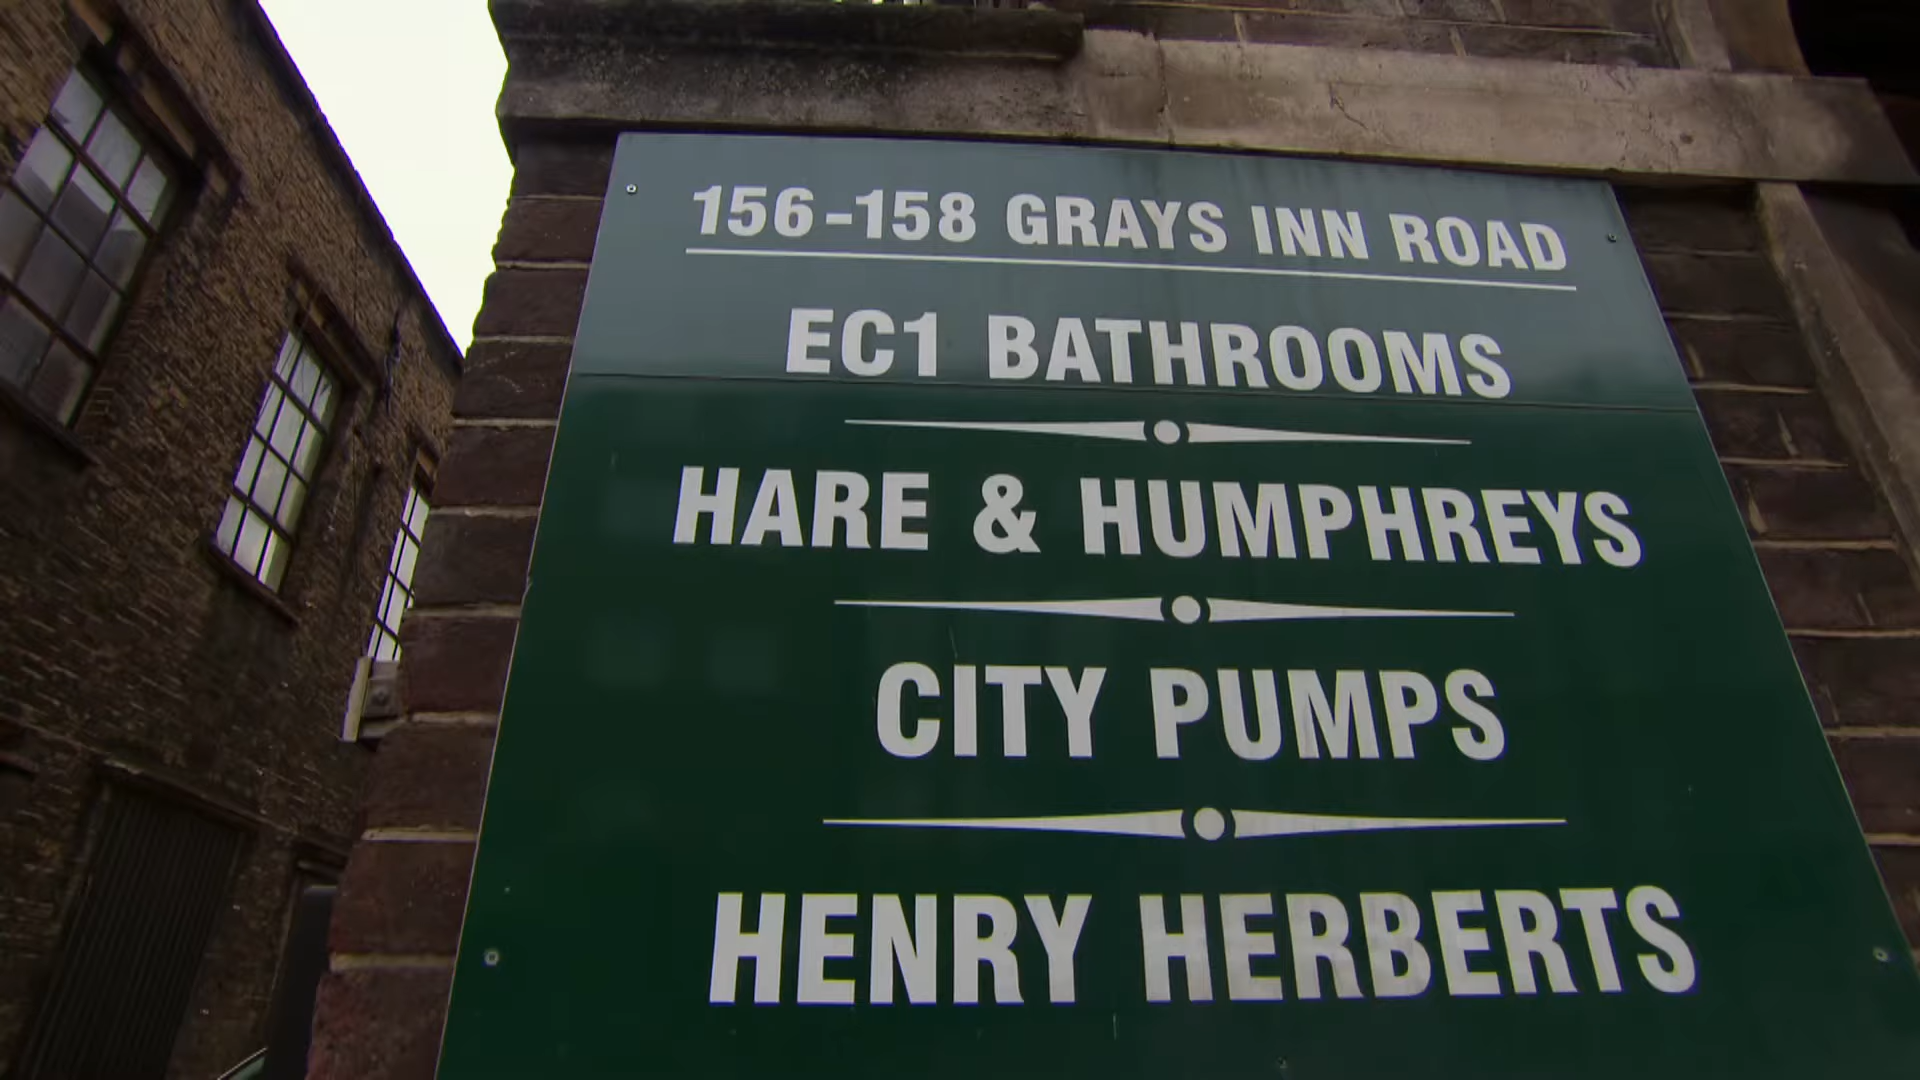 156-158 GRAYS INN ROAD
EC1 BATHROOMS
HARE & HUMPHREYS
CITY PUMPS
HENRY HERBERTS